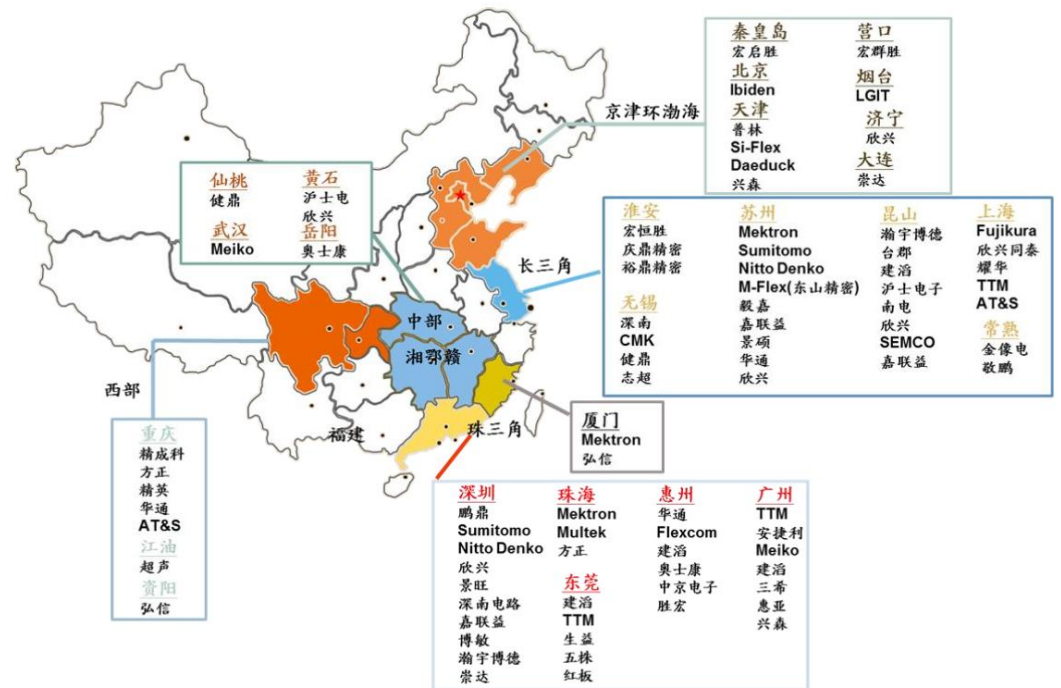 京津环渤海
秦皇岛
宏启胜
北京
Ibiden
天津
普林
Si-Flex
Daeduck
兴森
营口
宏群胜
烟台
LGIT
济宁
欣兴
大连
崇达
仙桃
健鼎
武汉
Meiko
黄石
沪士电
欣兴
岳阳
奥士康
长三角
淮安
宏恒胜
庆鼎精密
裕鼎精密
无锡
深南
CMK
健鼎
志超
苏州
Mektron
Sumitomo
Nitto Denko
M-Flex(东山精密)
毅嘉
嘉联益
景硕
华通
欣兴
昆山
瀚宇博德
台郡
建滔
沪士电子
南电
欣兴
SEMCO
嘉联益
上海
Fujikura
欣兴同泰
耀华
TTM
AT&S
常熟
金像电
敬鹏
中部
湘鄂赣
西部
重庆
精成科
方正
精英
华通
AT&S
江油
超声
资阳
弘信
福建
珠三角
厦门
Mektron
弘信
深圳
鹏鼎
Sumitomo
Nitto Denko
欣兴
景旺
深南电路
嘉联益
博敏
瀚宇博德
崇达
珠海
Mektron
Multek
方正
东莞
建滔
TTM
生益
五株
红板
惠州
华通
Flexcom
建滔
奥士康
中京电子
胜宏
广州
TTM
安捷利
Meiko
建滔
三希
惠亚
兴森